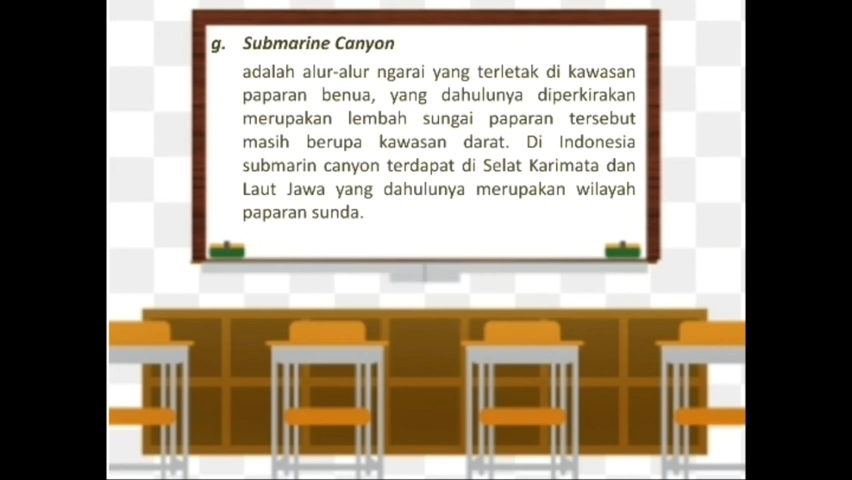 g. Submarine Canyon
adalah alur-alur ngarai yang terletak di kawasan
paparan benua, yang dahulunya diperkirakan
merupakan lembah sungai paparan tersebut
masih berupa kawasan darat. Di Indonesia
submarin canyon terdapat di Selat Karimata dan
Laut Jawa yang dahulunya merupakan wilayah
paparan sunda.